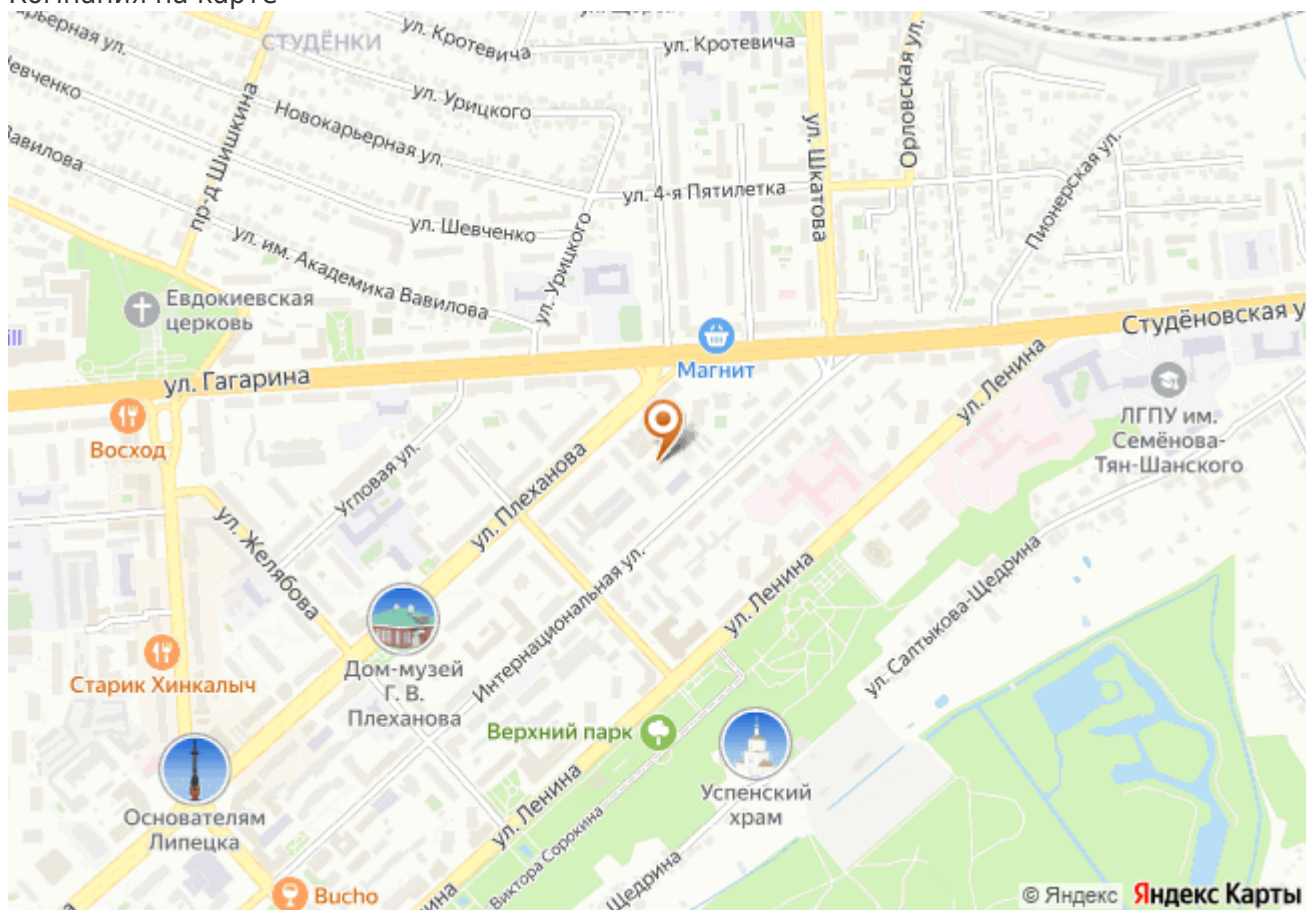 Компания на карте
ул. Кротевича
ул. Кротевича
СТУДЁНКИ
Новокарьерная ул.
ул. Урицкого
пр-д Шишкина
ул. Шкатова
Орловская ул.
Пионерская ул.
ул. 4-я Пятилетка
ул. Шевченко
ул. Урицкого
ул. им. Академика Вавилова
Евдокиевская
церковь
Студёновская у
Магнит
ул. Гагарина
ул. Ленина
ЛГПУ им.
Семёнова-
Тян-Шанского
Восход
Угловая ул.
ул. Плеханова
ул. Желябова
Интернациональная ул.
ул. Ленина
ул. Салтыкова-Щедрина
Дом-музей
Г. В.
Плеханова
Старик Хинкалыч
Верхний парк
Успенский
храм
Основателям
Липецка
ул. Ленина
Виктора Сорокина
Щедрина
Bucho
© Яндекс Яндекс Карты